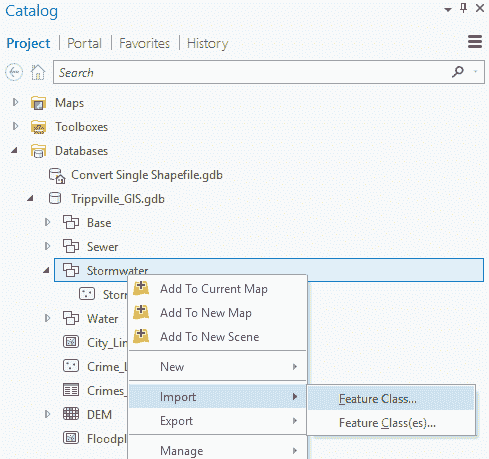 Catalog
Project Portal Favorites History
Search
Maps
Toolboxes
Databases
Convert Single Shapefile.gdb
Trippville_GIS.gdb
Base
Sewer
Stormwater
Stor
Add To Current Map
Add To New Map
Water
Add To New Scene
City_Lin
Crime_L
New
Crimes_
Import
Feature Class...
DEM
Export
Feature Class(es)...
Floodpl
Manage